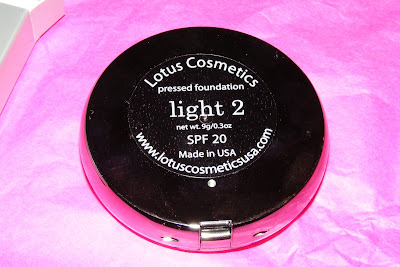 Lotus Cosmetics
pressed foundation
light 2
net wt. 9g/0.3oz
SPF 20
Made in USA
www.lotuscosmeticsusa.com